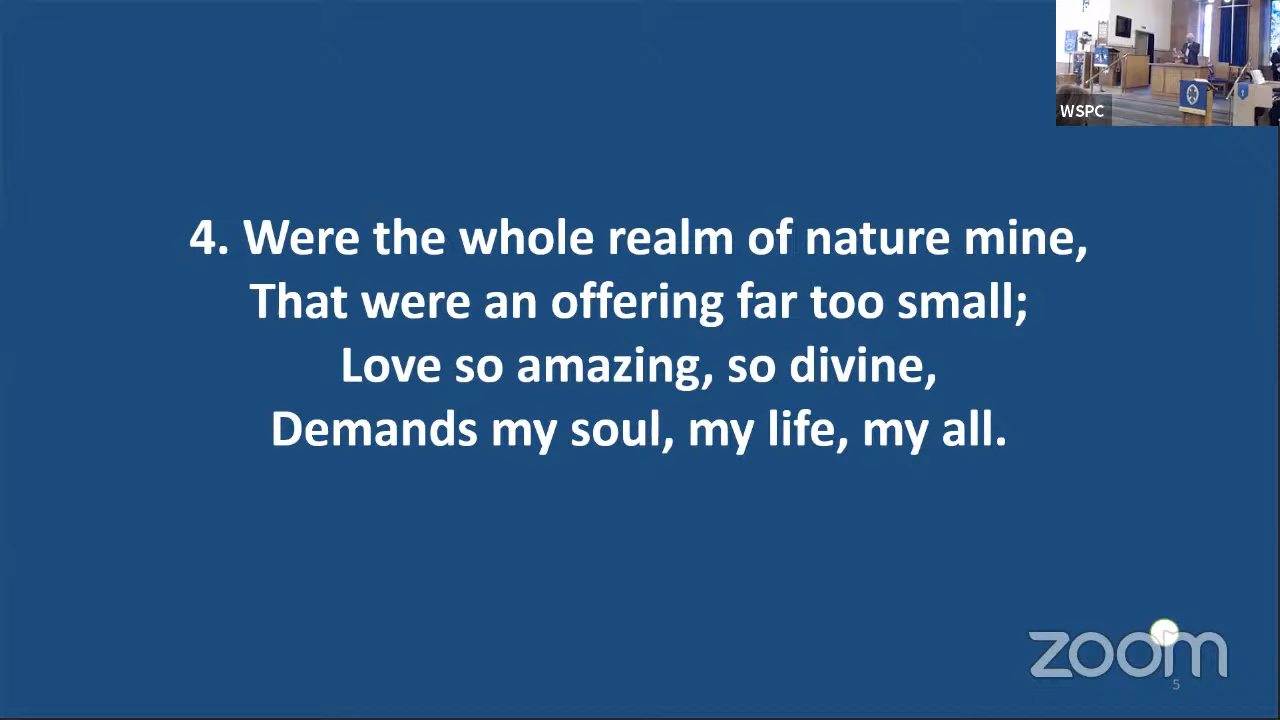 WSPC
4. Were the whole realm of nature mine,
That were an offering far too small;
Love so amazing, so divine,
Demands my soul, my life, my all.
zoom
5